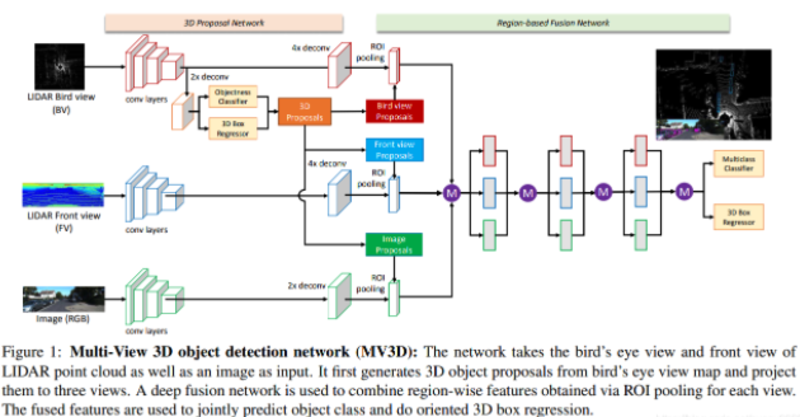 3D Proposal Network
Region-based Fusion Network
LIDAR Bird view
(BV)
conv layers
2x deconv
4x deconv
ROI
pooling
Objectness
Classifier
3D Box
Regressor
3D
Proposals
Bird view
Proposals
Front view
Proposals
LIDAR Front view
(FV)
conv layers
4x deconv
ROI
pooling
Image
Proposals
Image (RGB)
conv layers
2x deconv
ROI
pooling
M
M
M
M
Multiclass
Classifier
3D Box
Regressor
Figure 1: Multi-View 3D object detection network (MV3D): The network takes the bird's eye view and front view of
LIDAR point cloud as well as an image as input. It first generates 3D object proposals from bird's eye view map and project
them to three views. A deep fusion network is used to combine region-wise features obtained via ROI pooling for each view.
The fused features are used to jointly predict object class and do oriented 3D box regression.